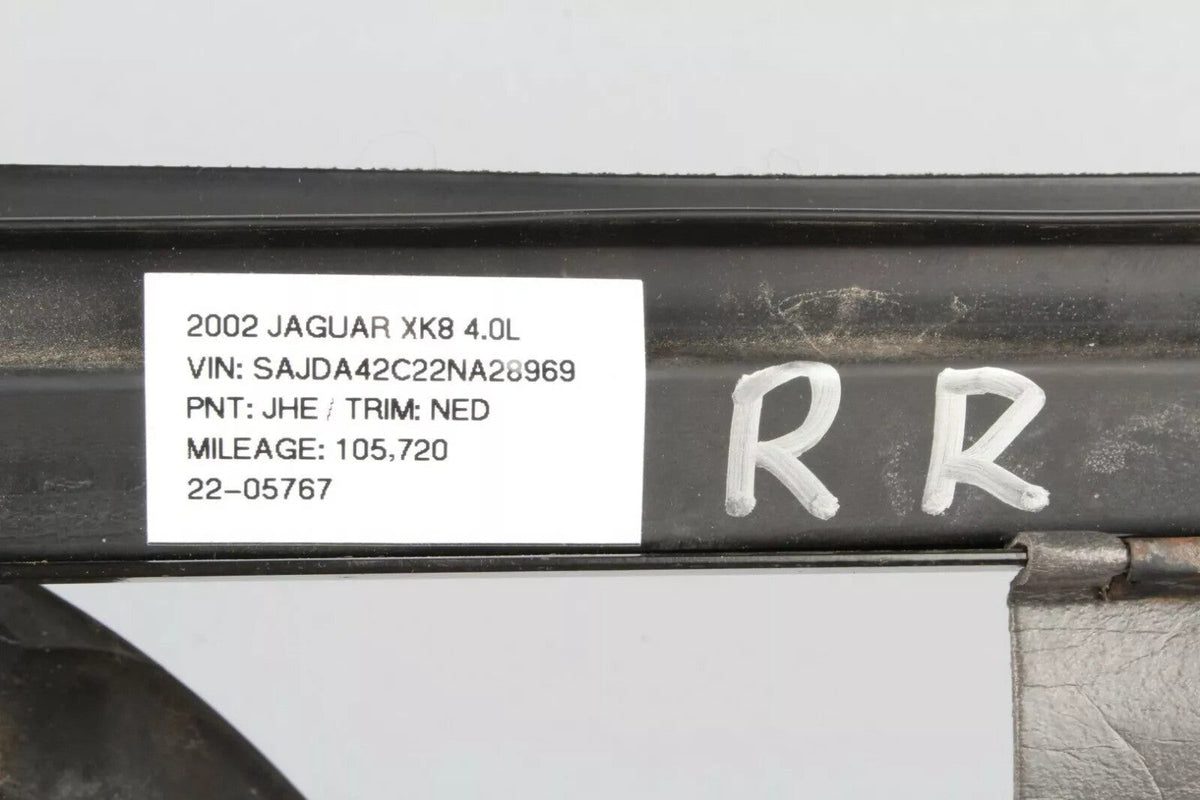 2002 JAGUAR XK8 4.0L
VIN: SAJDA42C22NA28969
PNT: JHE / TRIM: NED
MILEAGE: 105,720
22-05767
RR